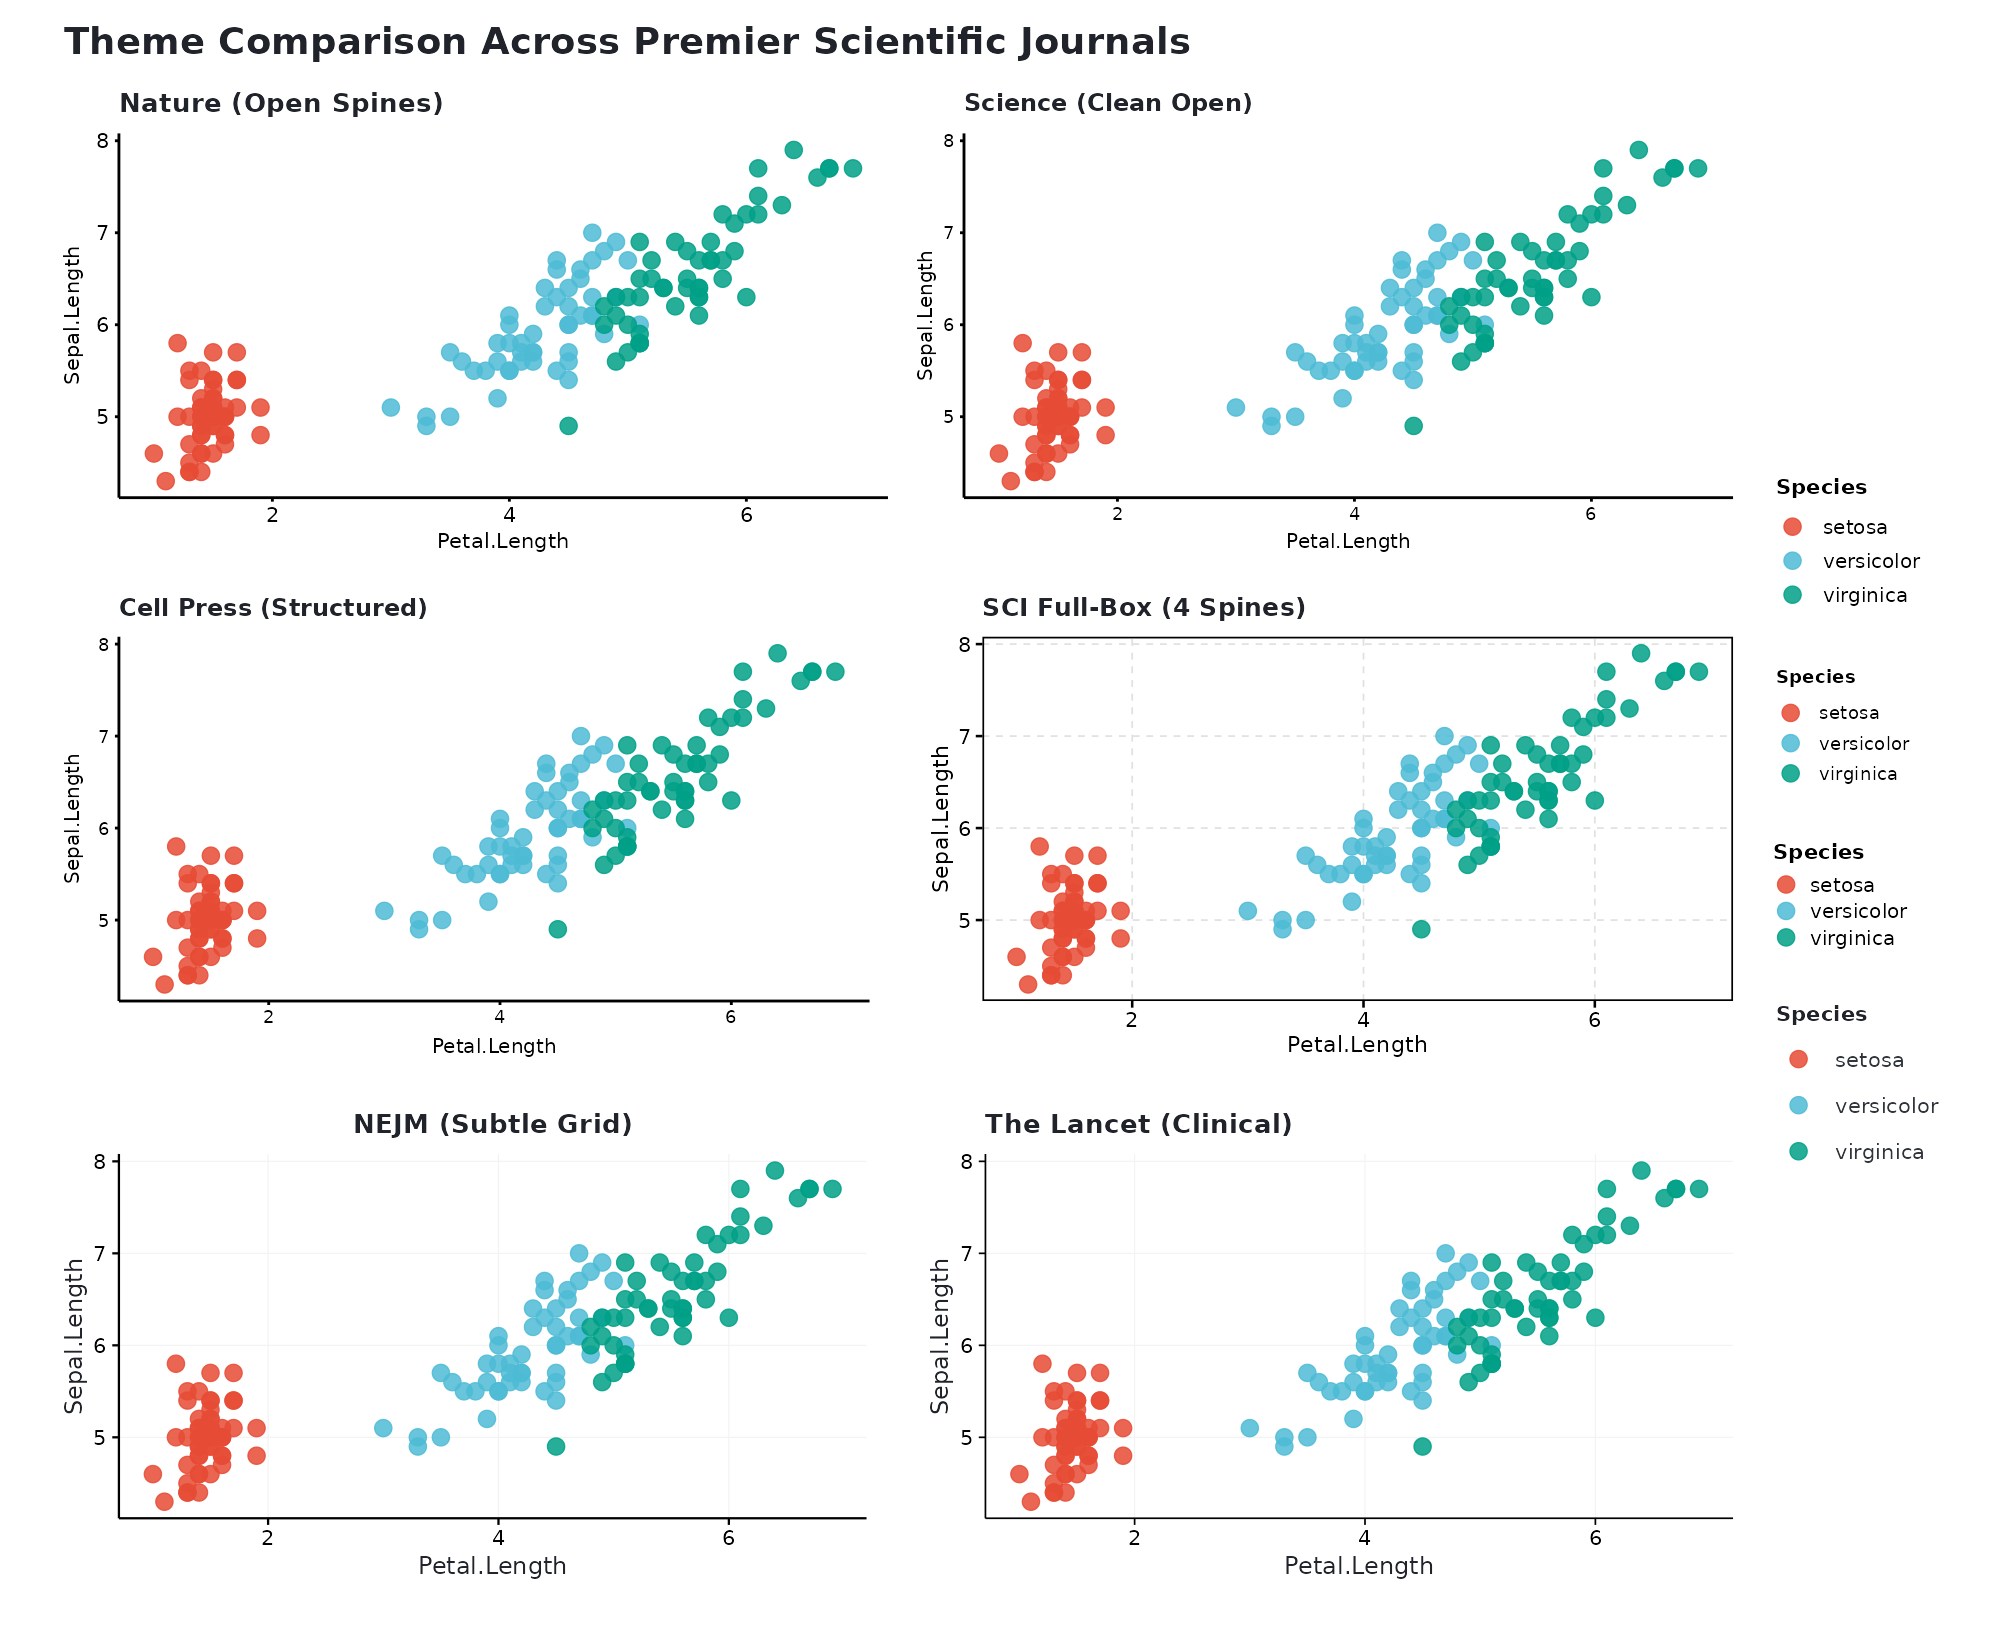 Theme Comparison Across Premier Scientific Journals
Nature (Open Spines)
8
7
6
5
Sepal.Length
2
4
6
Petal.Length
Science (Clean Open)
8
7
6
5
Sepal.Length
2
4
6
Petal.Length
Cell Press (Structured)
8
7
6
5
Sepal.Length
2
4
6
Petal.Length
SCI Full-Box (4 Spines)
8
7
6
5
Sepal.Length
2
4
6
Petal.Length
NEJM (Subtle Grid)
8
7
6
5
Sepal.Length
2
4
6
Petal.Length
The Lancet (Clinical)
8
7
6
5
Sepal.Length
2
4
6
Petal.Length
Species
setosa
versicolor
virginica
Species
setosa
versicolor
virginica
Species
setosa
versicolor
virginica
Species
setosa
versicolor
virginica